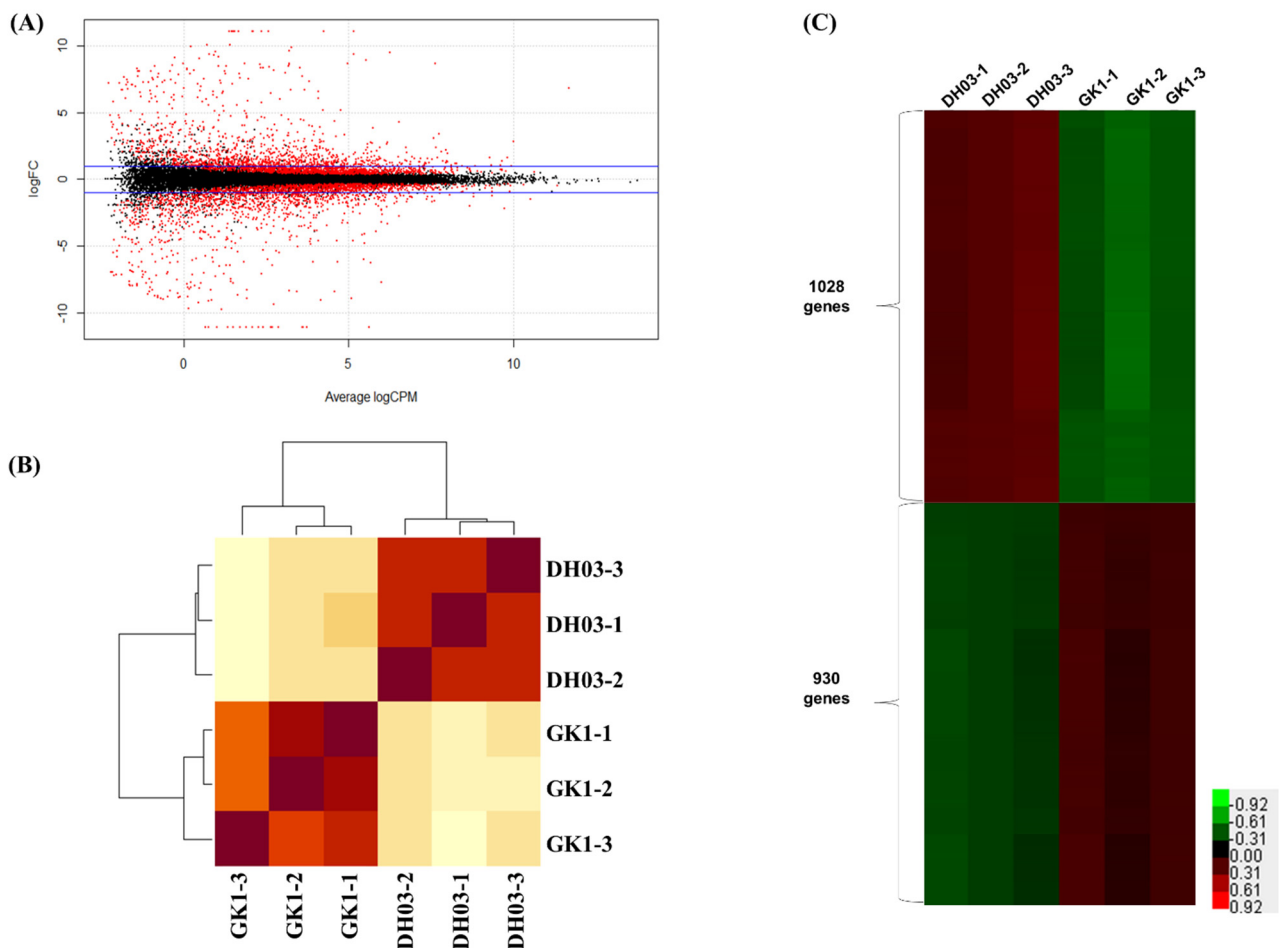 (A)
10
5
0
-5
-10
logFC
0
5
10
Average logCPM
(B)
DH03-3
DH03-1
DH03-2
GK1-1
GK1-2
GK1-3
GK1-3
GK1-2
GK1-1
DH03-2
DH03-1
DH03-3
(C)
DH03-1
DH03-2
DH03-3
GK1-1
GK1-2
GK1-3
1028
genes
930
genes
-0.92
-0.61
-0.31
0.00
0.31
0.61
0.92